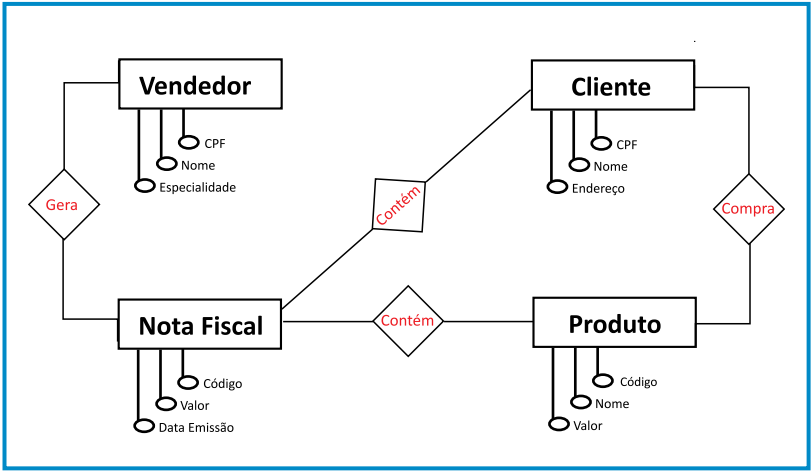 Vendedor
CPF
Nome
Especialidade
Cliente
CPF
Nome
Endereço
Gera
Contém
Compra
Nota Fiscal
Código
Valor
Data Emissão
Contém
Produto
Código
Nome
Valor